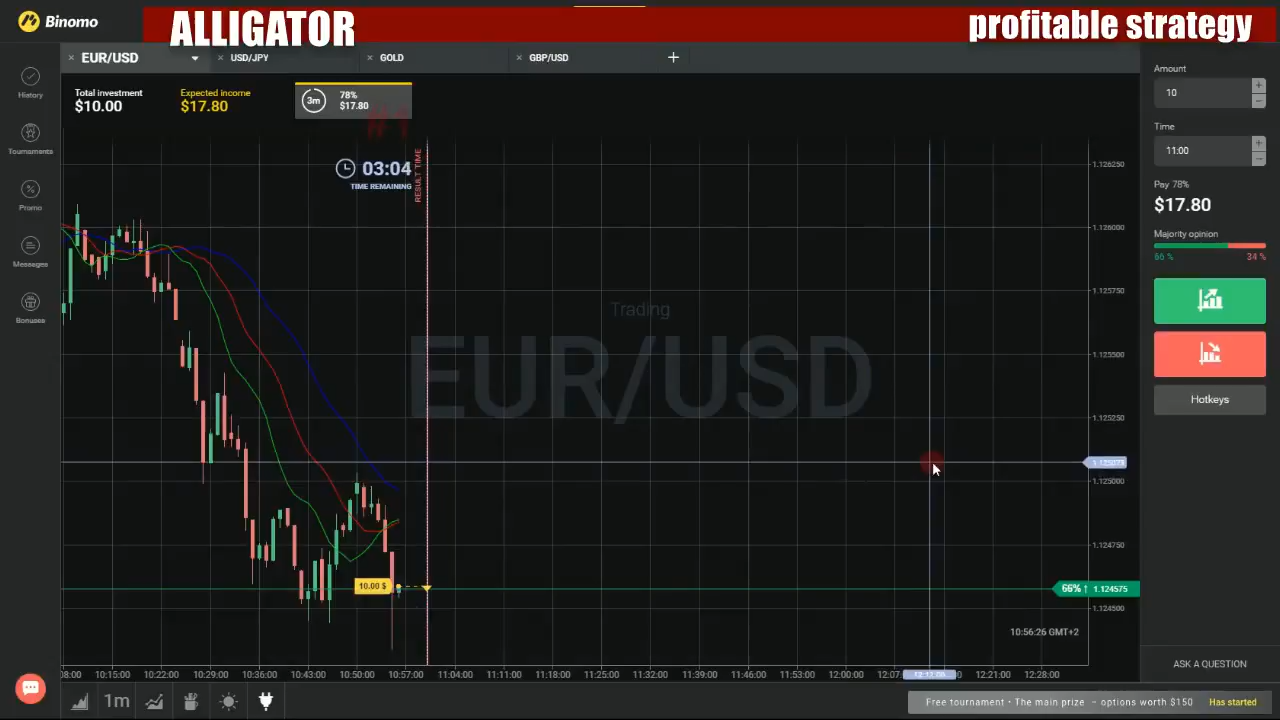 Binomo
ALLIGATOR
profitable strategy
EUR/USD
USD/JPY
GOLD
GBP/USD
Total investment
$10.00
Expected income
$17.80
3m
78%
$17.80
#1
03:04
TIME REMAINING
RESULT TIME
History
Tournaments
Promo
Messages
Bonuses
Trading
EUR/USD
1.126250
1.126000
1.125750
1.125500
1.125250
1.125000
1.124750
1.124500
10.00 $
66% ↑ 1.124575
10:56:26 GMT+2
:08:00 10:15:00 10:22:00 10:29:00 10:36:00 10:43:00 10:50:00 10:57:00 11:04:00 11:11:00 11:18:00 11:25:00 11:32:00 11:39:00 11:46:00 11:53:00 12:00:00 12:07: 12:21:00 12:28:00
1m
Amount
10
Time
11:00
Pay 78%
$17.80
Majority opinion
66 % 34 %
Hotkeys
ASK A QUESTION
Free tournament • The main prize – options worth $150 Has started